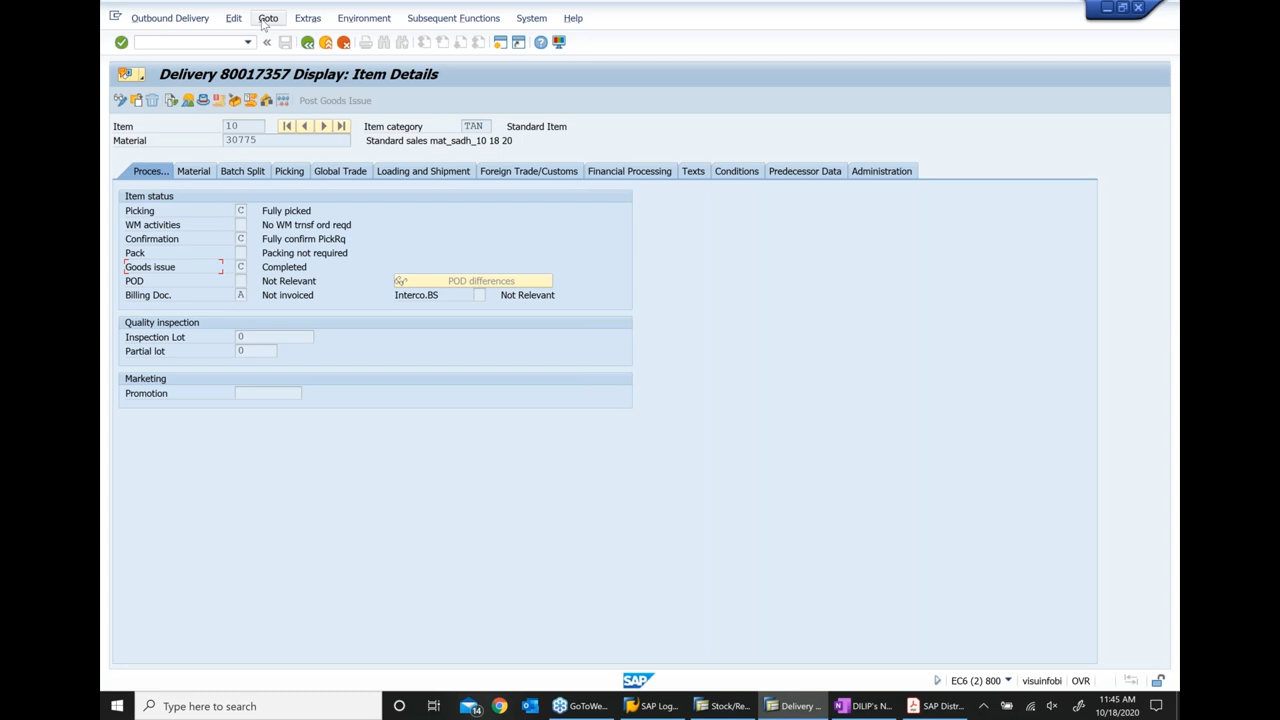 Outbound Delivery Edit Goto Extras Environment Subsequent Functions System Help
Delivery 80017357 Display: Item Details
Post Goods Issue
Item 10 Item category TAN Standard Item
Material 30775 Standard sales mat_sadh_10 18 20
Proces... Material Batch Split Picking Global Trade Loading and Shipment Foreign Trade/Customs Financial Processing Texts Conditions Predecessor Data Administration
Item status
Picking C Fully picked
WM activities No WM trnsf ord reqd
Confirmation C Fully confirm PickRq
Pack Packing not required
Goods issue C Completed
POD Not Relevant POD differences
Billing Doc. A Not invoiced Interco.BS Not Relevant
Quality inspection
Inspection Lot 0
Partial lot 0
Marketing
Promotion
SAP EC6 (2) 800 visuinfobi OVR
Type here to search 14 GoToWe... SAP Log... Stock/Re... Delivery ... DILIP's N... SAP Distr... 11:45 AM
10/18/2020